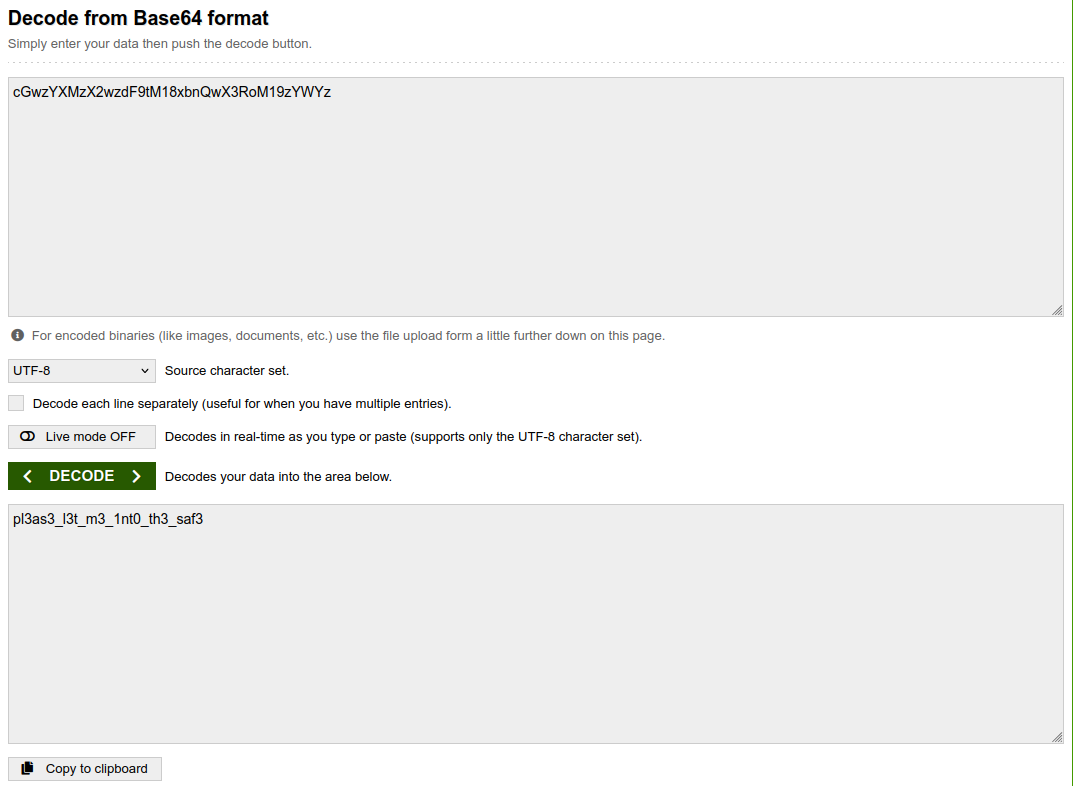 Decode from Base64 format
Simply enter your data then push the decode button.
cGwzYXMzX2wzdF9tM18xbnQwX3RoM19zYWYz
For encoded binaries (like images, documents, etc.) use the file upload form a little further down on this page.
UTF-8 Source character set.
Decode each line separately (useful for when you have multiple entries).
Live mode OFF Decodes in real-time as you type or paste (supports only the UTF-8 character set).
DECODE Decodes your data into the area below.
pl3as3_l3t_m3_1nt0_th3_saf3
Copy to clipboard